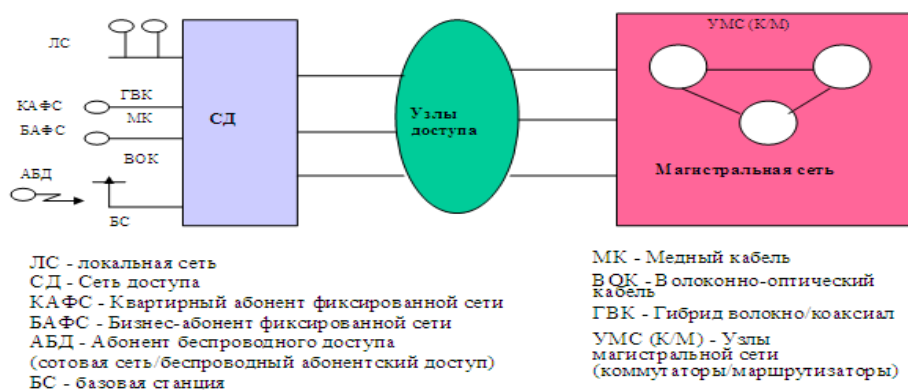 УМС (К/М)
ЛС
ГВК
КАФС
МК
СД
Узлы
доступа
БАФС
ВОК
АБД
Магистральная сеть
БС
ЛС - локальная сеть
СД - Сеть доступа
КАФС - Квартирный абонент фиксированной сети
БАФС - Бизнес-абонент фиксированной сети
АБД - Абонент беспроводного доступа
(сотовая сеть/беспроводный абонентский доступ)
БС - базовая станция
МК - Медный кабель
ВОК - Волоконно-оптический
кабель
ГВК - Гибрид волокно/коаксиал
УМС (К/М) - Узлы
магистральной сети
(коммутаторы/маршрутизаторы)